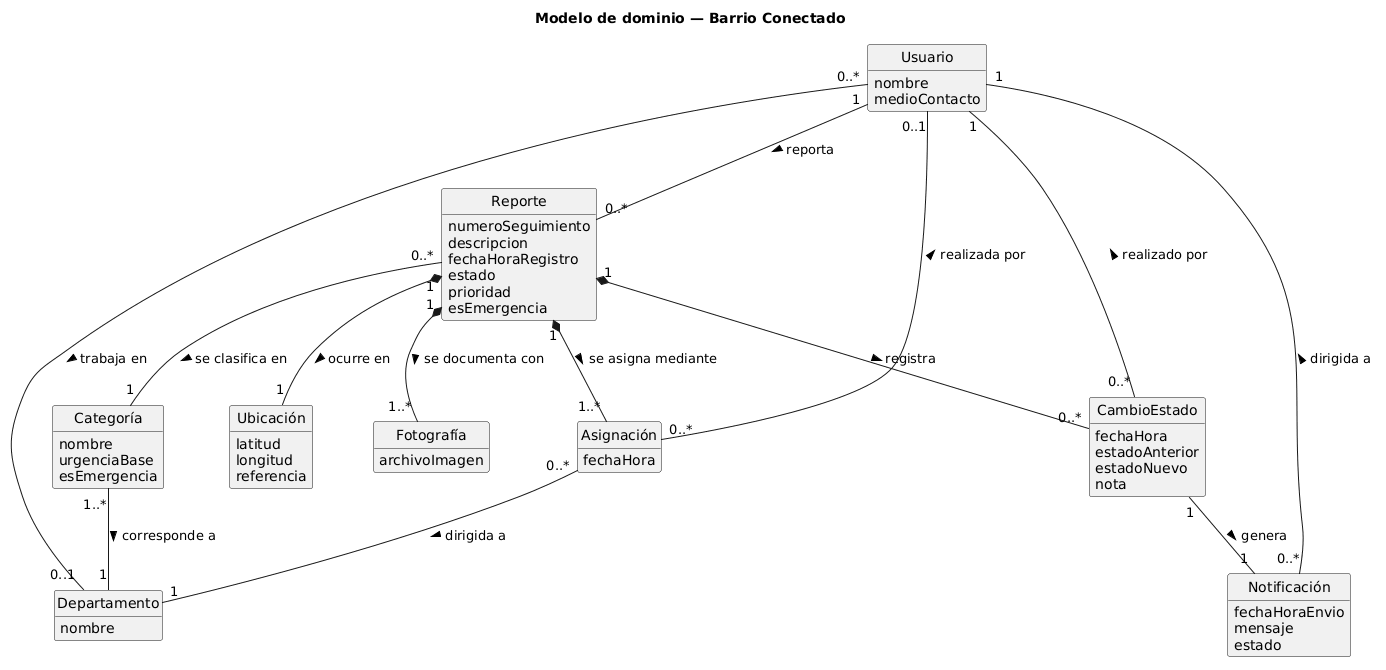 Modelo de dominio — Barrio Conectado
Usuario
nombre
medioContacto
0..*
1
1
0..1
1
reporta
0..*
Reporte
numeroSeguimiento
descripcion
fechaHoraRegistro
estado
prioridad
esEmergencia
0..*
1
1
1
1
realizada por
realizado por
trabaja en
se clasifica en
ocurre en
se documenta con
se asigna mediante
registra
dirigida a
1
1
1..*
1..*
0..*
0..*
0..*
Categoría
nombre
urgenciaBase
esEmergencia
Ubicación
latitud
longitud
referencia
Fotografía
archivoImagen
Asignación
fechaHora
CambioEstado
fechaHora
estadoAnterior
estadoNuevo
nota
1..*
0..*
1
corresponde a
dirigida a
genera
0..1
1
1
1
0..*
Departamento
nombre
Notificación
fechaHoraEnvio
mensaje
estado